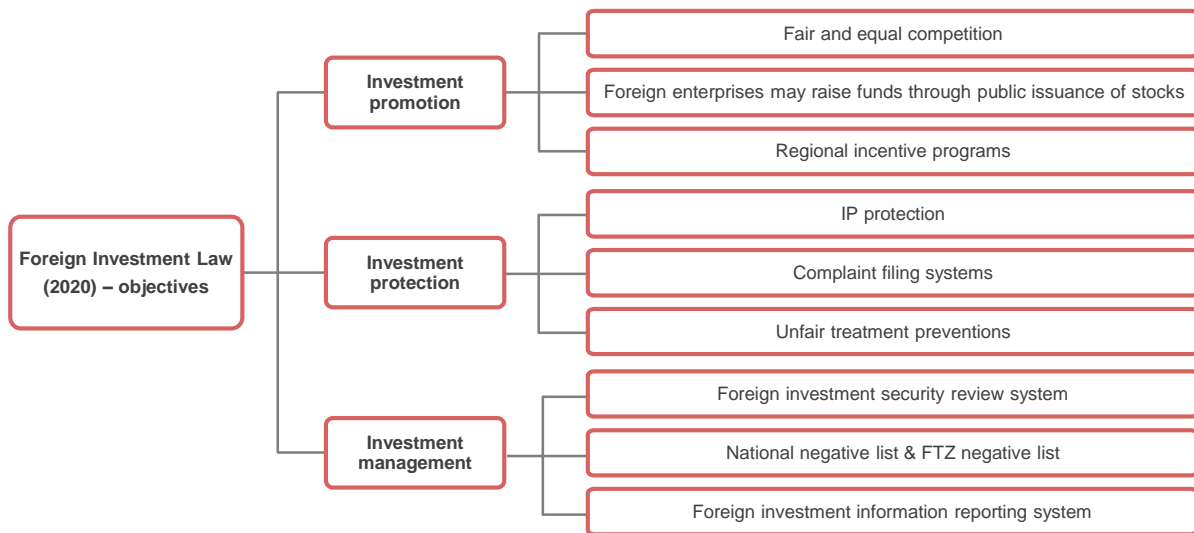 Foreign Investment Law
(2020) – objectives
Investment
promotion
Fair and equal competition
Foreign enterprises may raise funds through public issuance of stocks
Regional incentive programs
Investment
protection
IP protection
Complaint filing systems
Unfair treatment preventions
Investment
management
Foreign investment security review system
National negative list & FTZ negative list
Foreign investment information reporting system